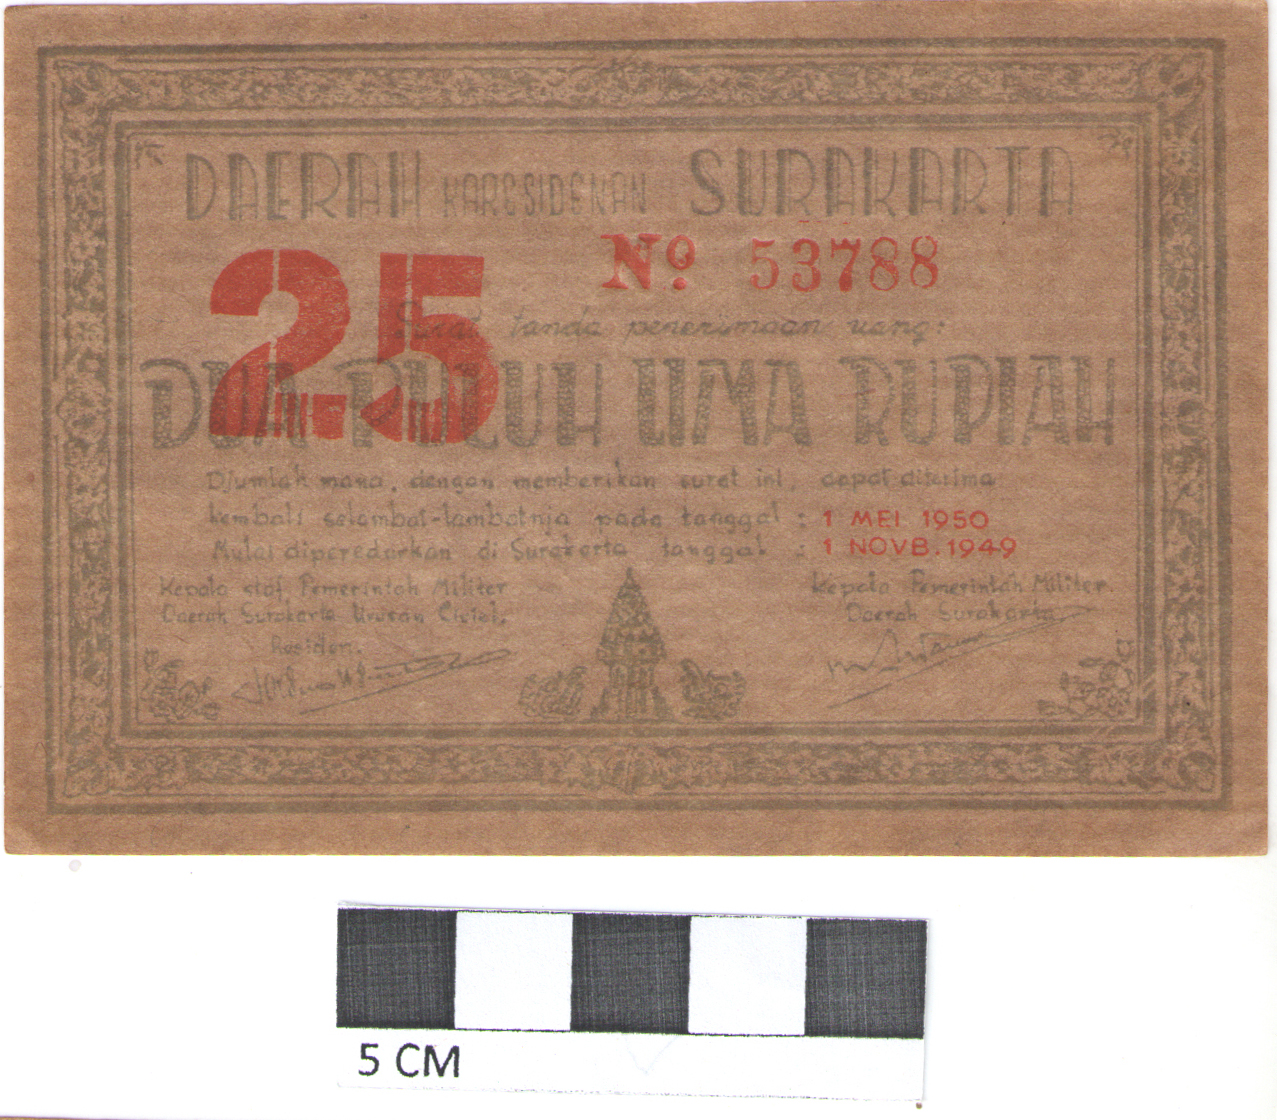 DAERAH KARESIDENAN SURAKARTA
25 No. 53788
Surat tanda penerimaan uang:
DUA PULUH LIMA RUPIAH
Djumlah mana, dengan memberikan suret ini, dapat diterima
kembali selambat-lambatnja pada tanggal : 1 MEI 1950
Mulai diperedarkan di Surakarta tanggal : 1 NOVB. 1949
Kepala staf Pemerintah Militer
Daerah Surakarta Urusan Civiel,
Residen.
Kepala Pemerintah Militer.
Daerah Surakarta,
5 CM